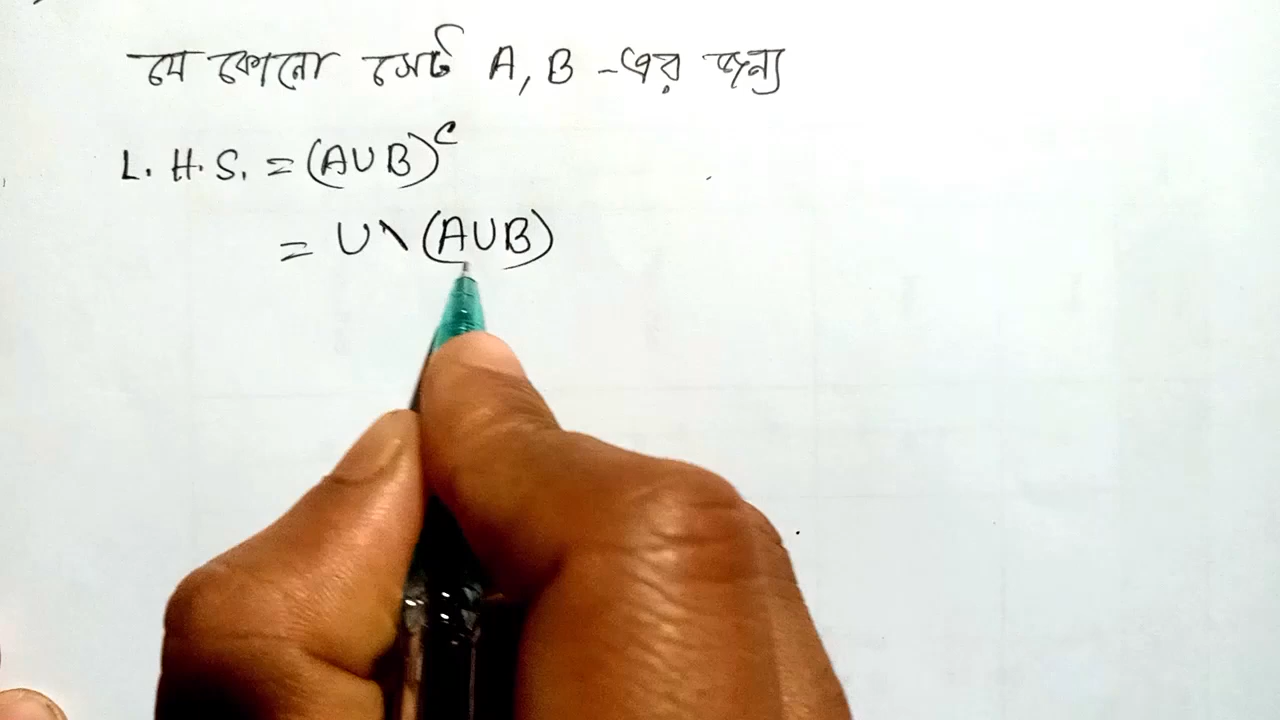 যে কোনো সেট A, B -এর জন্য
L. H. S. = (A∪B)ᶜ
= U \ (A∪B)